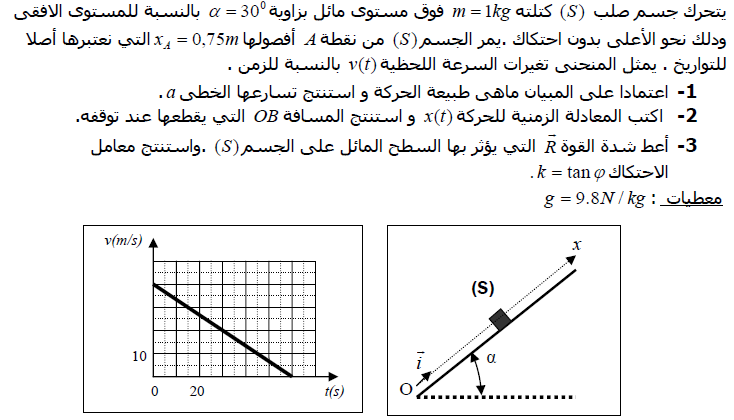 يتحرك جسم صلب (S) كتلته m = 1kg فوق مستوى مائل بزاوية α = 30⁰ بالنسبة للمستوى الافقى
وذلك نحو الأعلى بدون احتكاك .يمر الجسم (S) من نقطة A أفصولها x_A = 0,75m التي نعتبرها أصلا
للتواريخ . يمثل المنحنى تغيرات السرعة اللحظية v(t) بالنسبة للزمن .
1- اعتمادا على المبيان ماهى طبيعة الحركة و استنتج تسارعها الخطى a.
2- اكتب المعادلة الزمنية للحركة x(t) و استنتج المسافة OB التي يقطعها عند توقفه.
3- أعط شدة القوة R⃗ التي يؤثر بها السطح المائل على الجسم (S) .واستنتج معامل
الاحتكاك k = tan φ .
معطيات : g = 9.8N / kg
v(m/s)
10
0 20 t(s)
x
(S)
i⃗
α
O